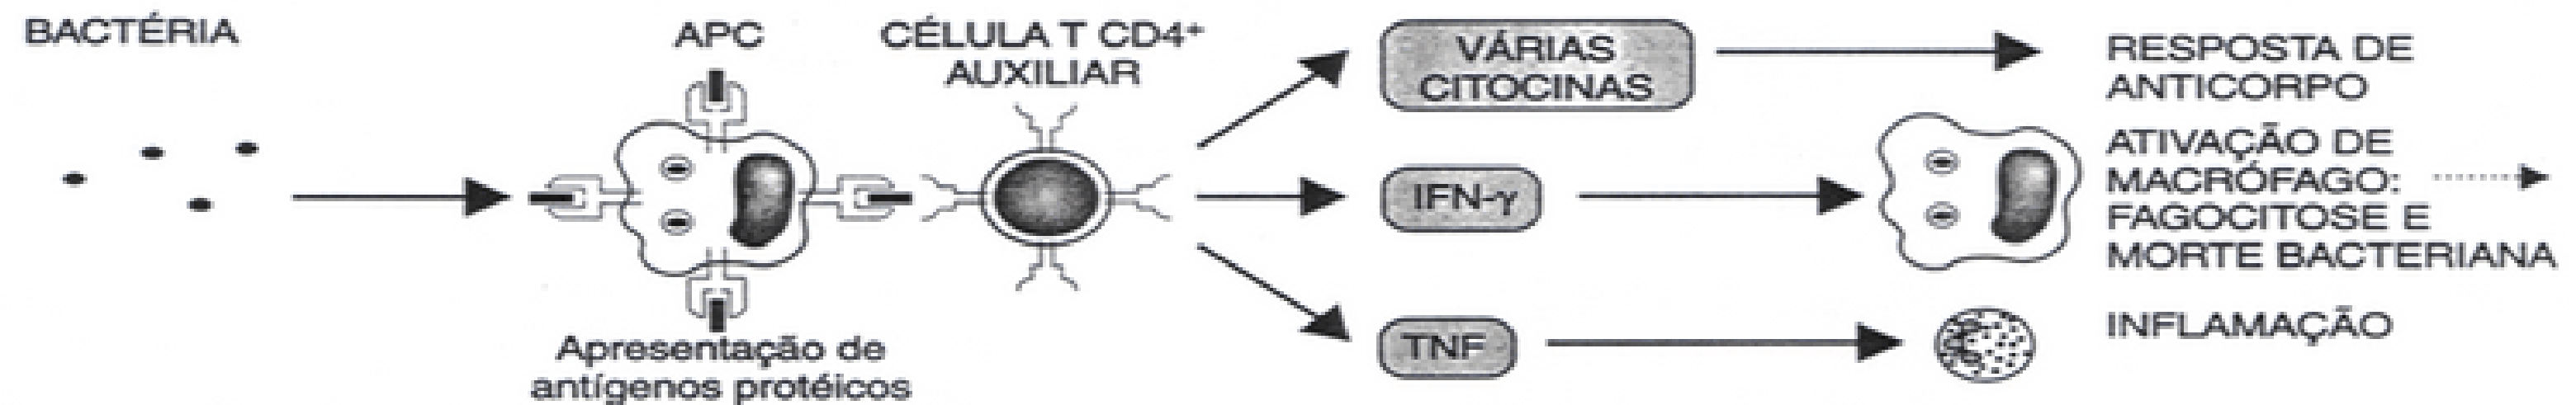 BACTÉRIA
APC
Apresentação de
antígenos protéicos
CÉLULA T CD4+
AUXILIAR
VÁRIAS
CITOCINAS
RESPOSTA DE
ANTICORPO
IFN-γ
ATIVAÇÃO DE
MACRÓFAGO:
FAGOCITOSE E
MORTE BACTERIANA
TNF
INFLAMAÇÃO